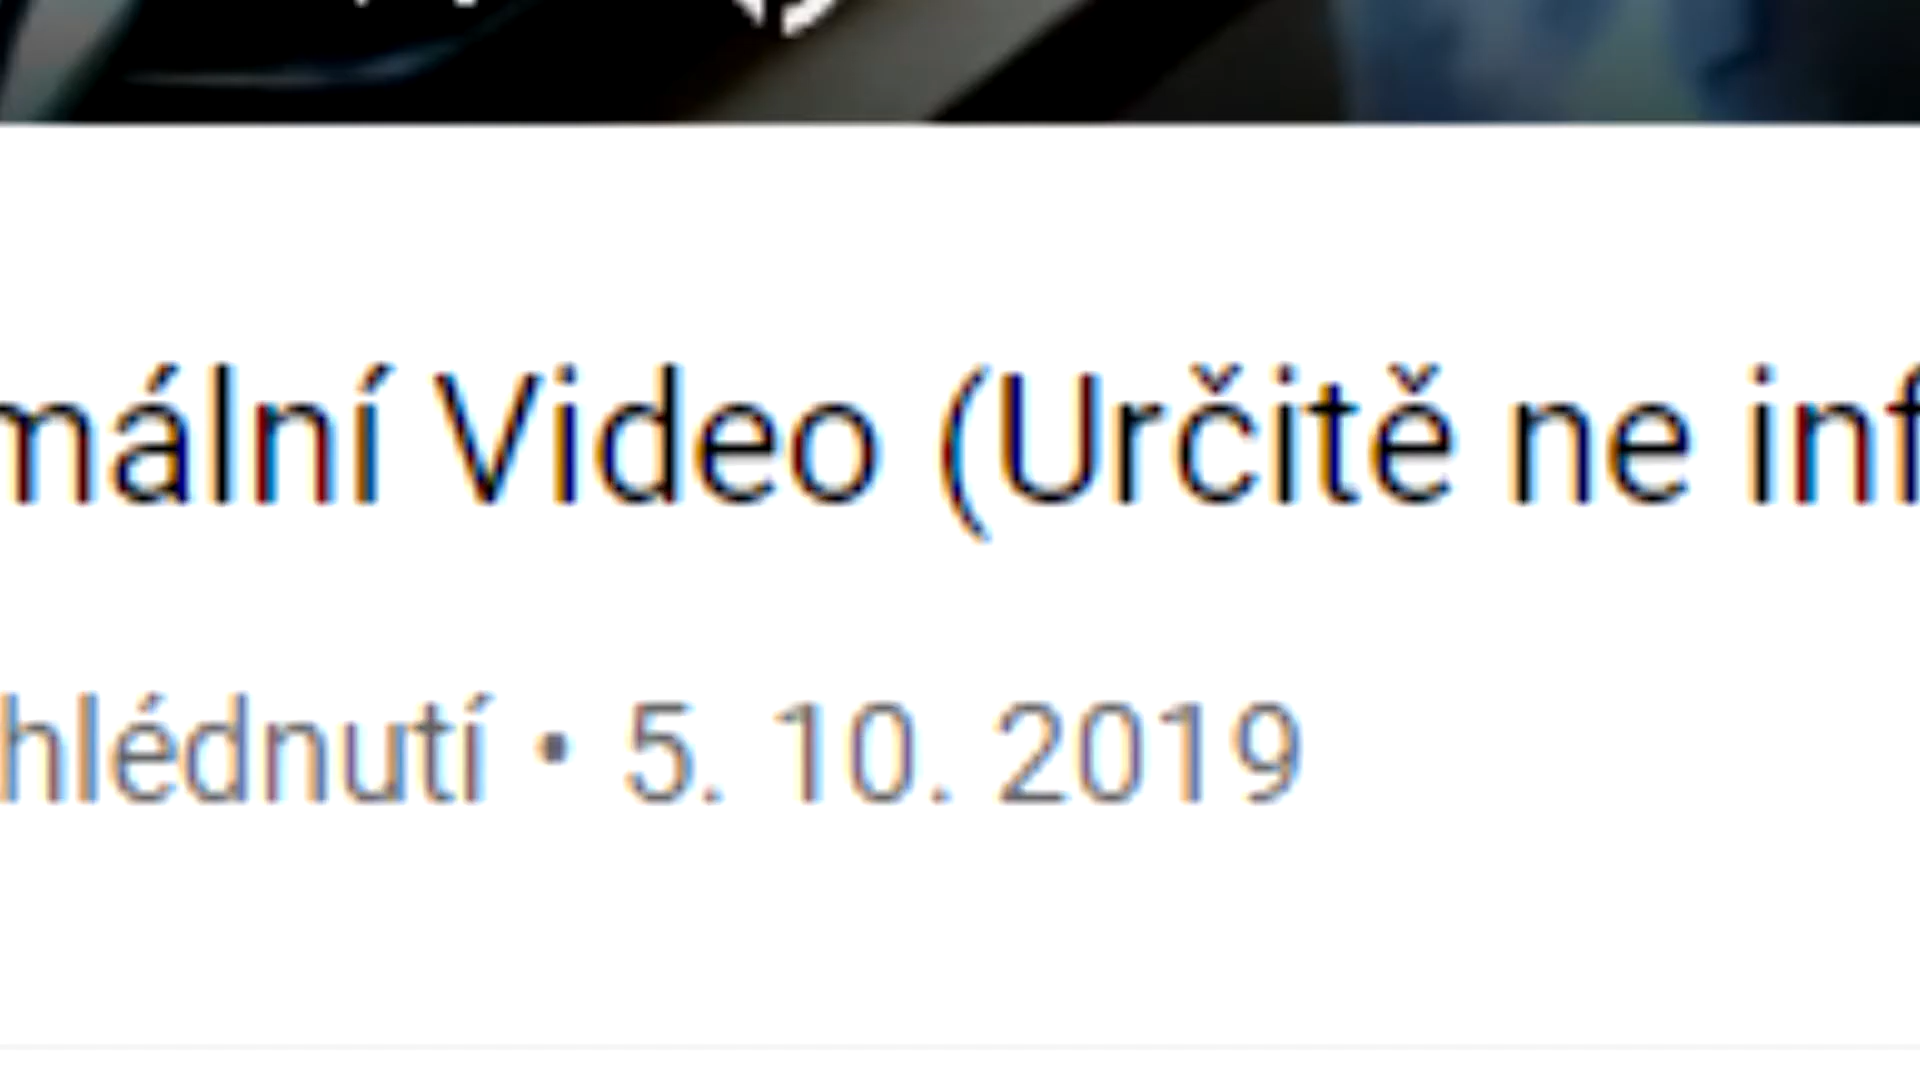 mální Video (Určitě ne inf
hlédnutí • 5. 10. 2019